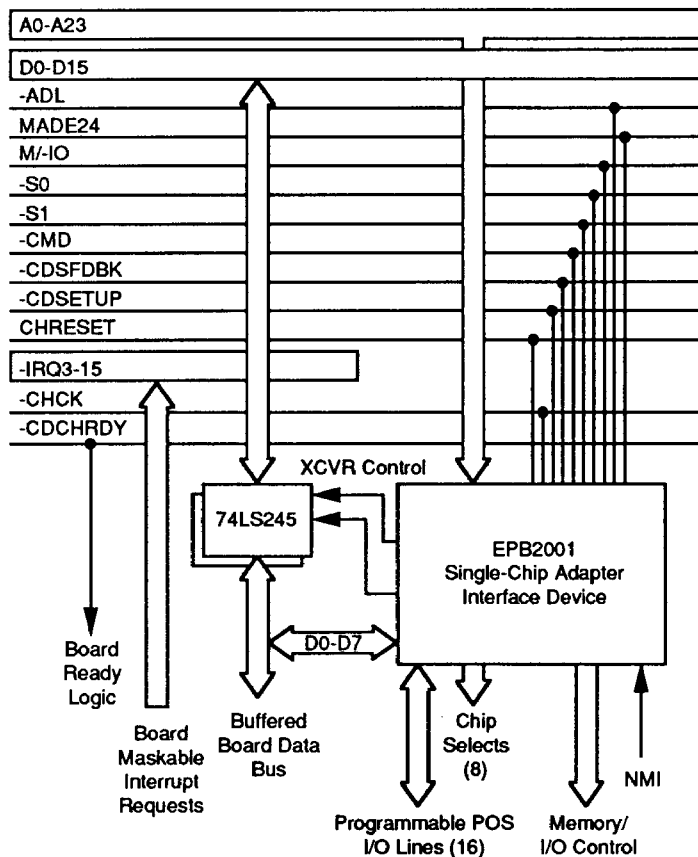 A0-A23
D0-D15
-ADL
MADE24
M/-IO
-S0
-S1
-CMD
-CDSFDBK
-CDSETUP
CHRESET
-IRQ3-15
-CHCK
-CDCHRDY
XCVR Control
74LS245
EPB2001
Single-Chip Adapter
Interface Device
D0-D7
Board
Ready
Logic
Board
Maskable
Interrupt
Requests
Buffered
Board Data
Bus
Chip
Selects
(8)
NMI
Programmable POS
I/O Lines (16)
Memory/
I/O Control